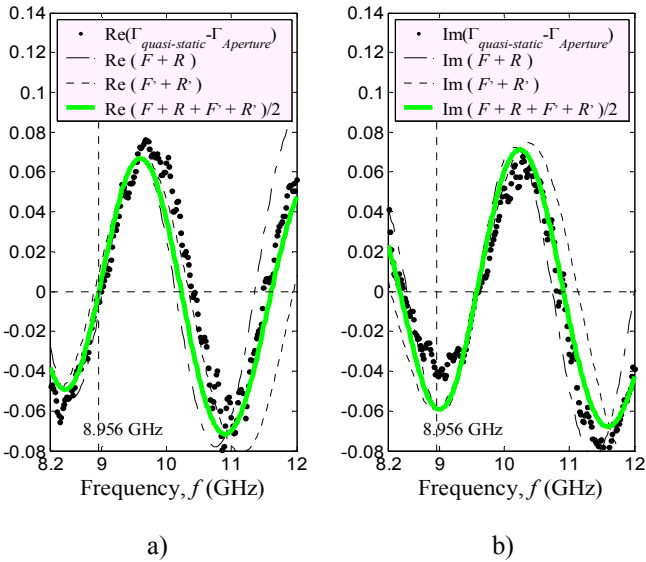 0.14
0.12
0.1
0.08
0.06
0.04
0.02
0
-0.02
-0.04
-0.06
-0.08
Re(Γquasi-static-ΓAperture)
Re ( F + R )
Re ( F' + R' )
Re ( F + R + F' + R' )/2
8.956 GHz
8.2 9 10 11 12
Frequency, f (GHz)
a)
0.14
0.12
0.1
0.08
0.06
0.04
0.02
0
-0.02
-0.04
-0.06
-0.08
Im(Γquasi-static-ΓAperture)
Im ( F + R )
Im ( F' + R' )
Im ( F + R + F' + R' )/2
8.956 GHz
8.2 9 10 11 12
Frequency, f (GHz)
b)